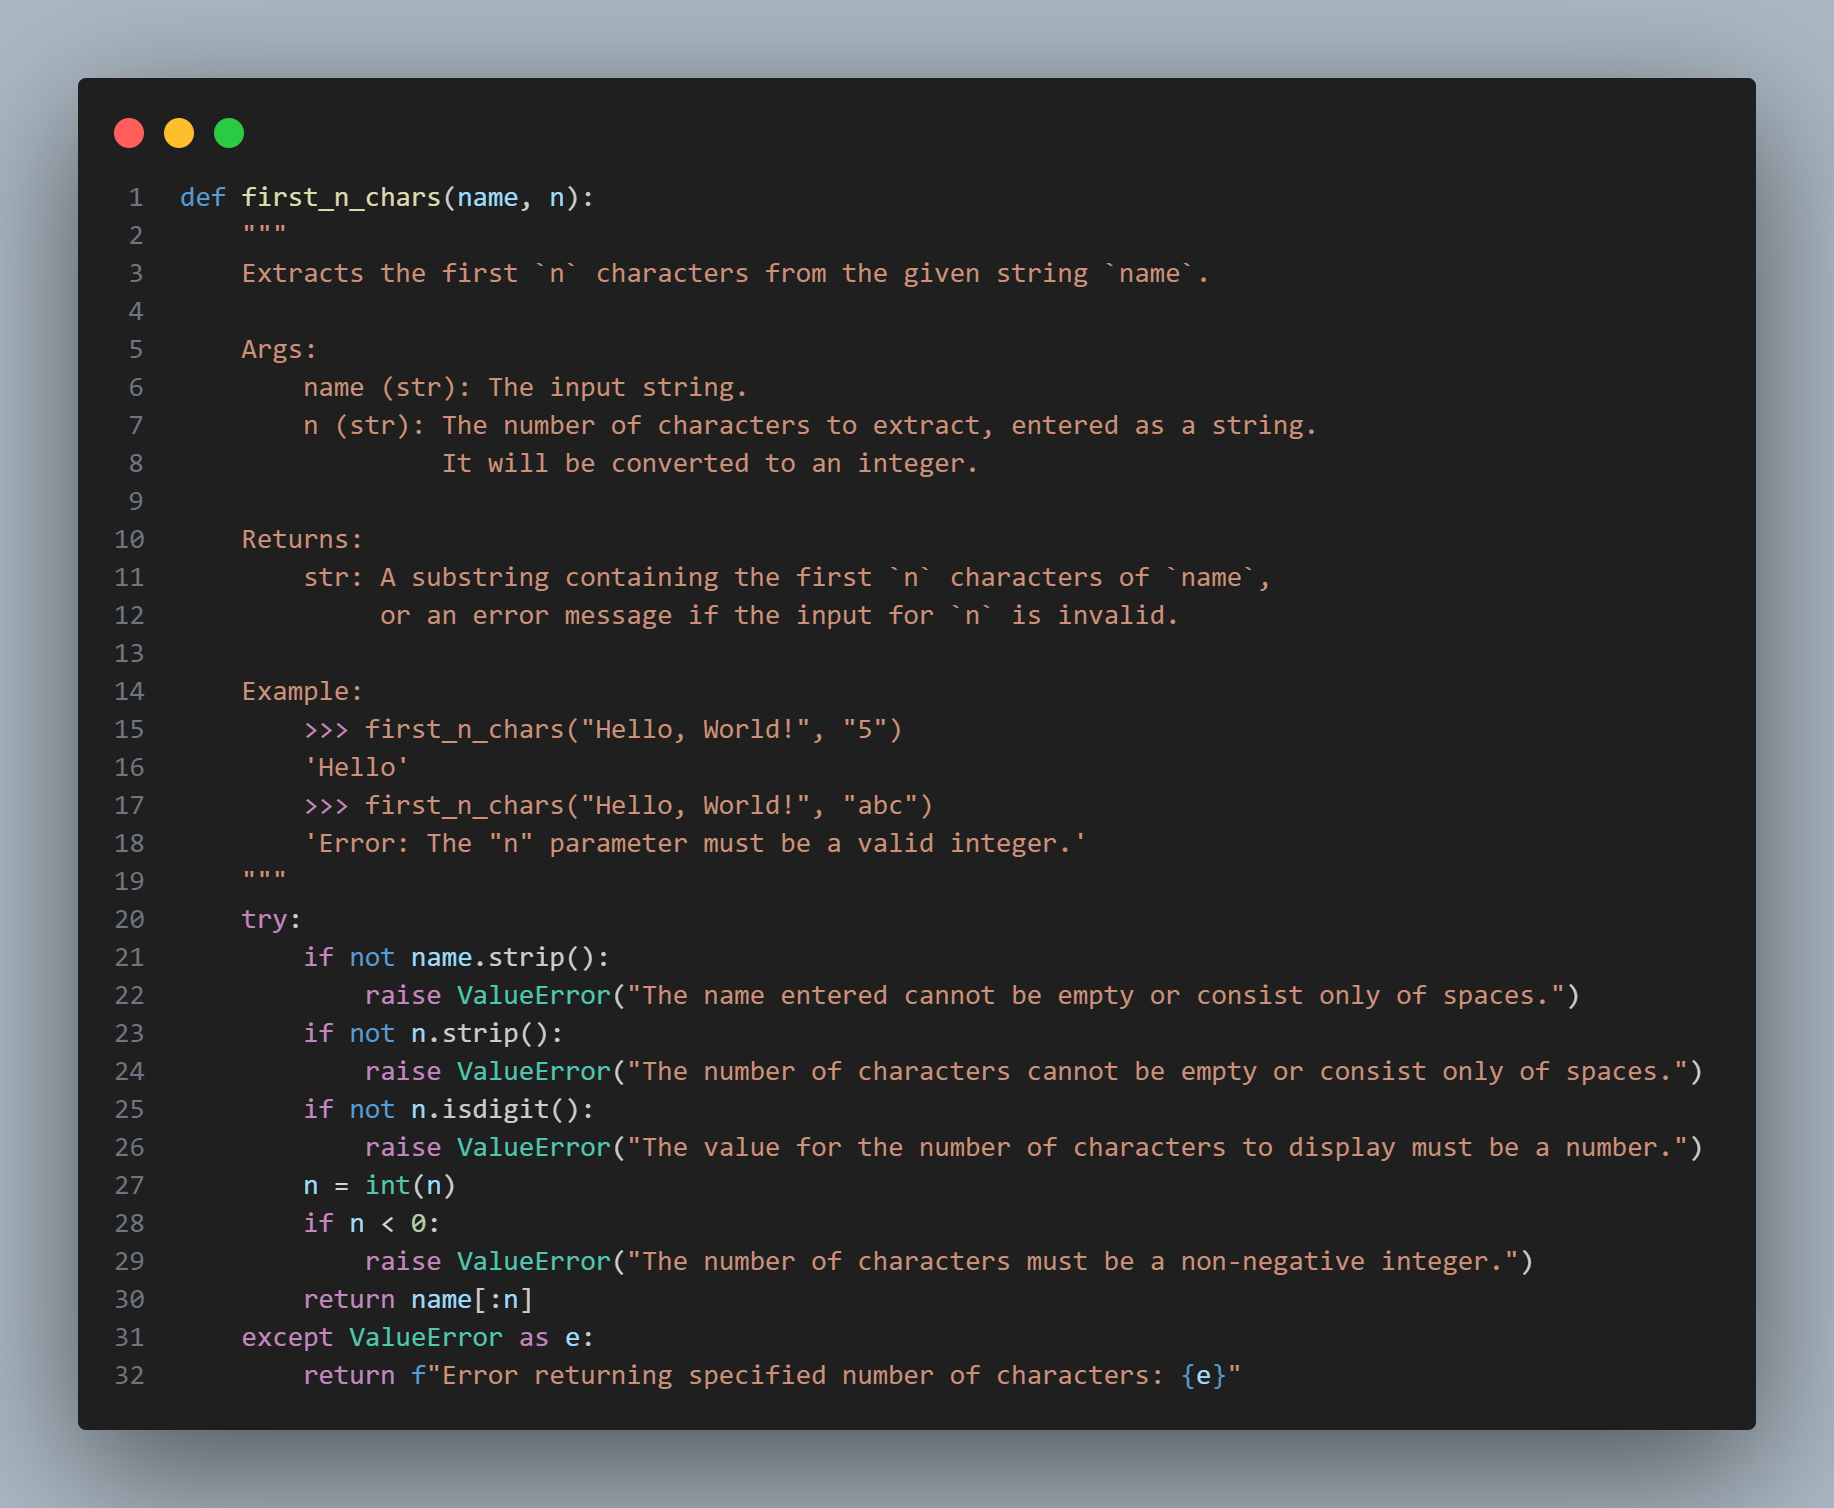 1 def first_n_chars(name, n):
2     """
3     Extracts the first `n` characters from the given string `name`.
4
5     Args:
6         name (str): The input string.
7         n (str): The number of characters to extract, entered as a string.
8                  It will be converted to an integer.
9
10     Returns:
11         str: A substring containing the first `n` characters of `name`,
12              or an error message if the input for `n` is invalid.
13
14     Example:
15         >>> first_n_chars("Hello, World!", "5")
16         'Hello'
17         >>> first_n_chars("Hello, World!", "abc")
18         'Error: The "n" parameter must be a valid integer.'
19     """
20     try:
21         if not name.strip():
22             raise ValueError("The name entered cannot be empty or consist only of spaces.")
23         if not n.strip():
24             raise ValueError("The number of characters cannot be empty or consist only of spaces.")
25         if not n.isdigit():
26             raise ValueError("The value for the number of characters to display must be a number.")
27         n = int(n)
28         if n < 0:
29             raise ValueError("The number of characters must be a non-negative integer.")
30         return name[:n]
31     except ValueError as e:
32         return f"Error returning specified number of characters: {e}"